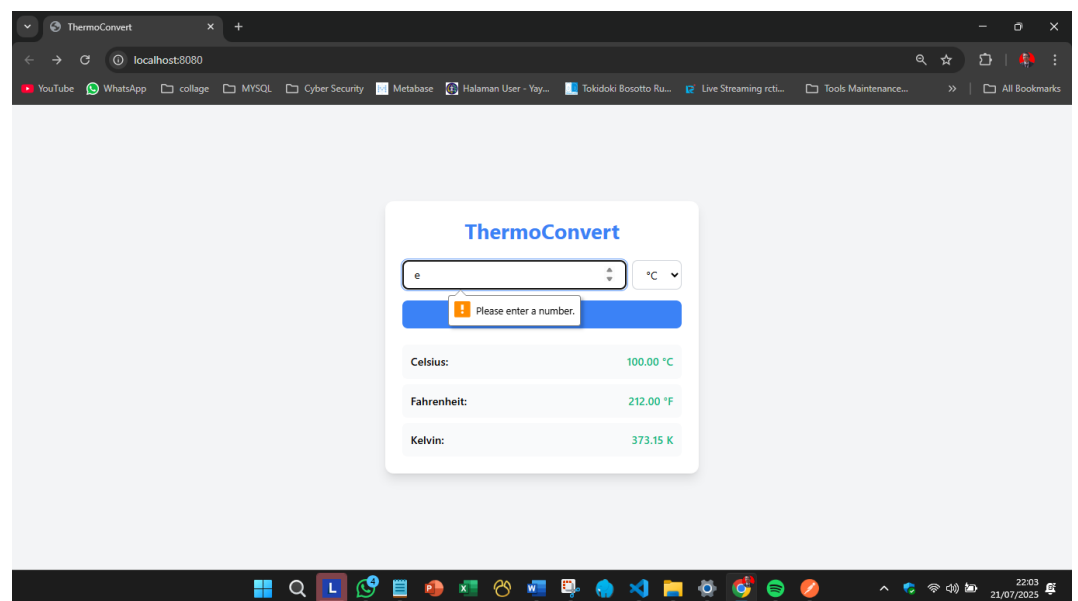 ThermoConvert
localhost:8080
YouTube WhatsApp collage MYSQL Cyber Security Metabase Halaman User - Yay... Tokidoki Bosotto Ru... Live Streaming rcti... Tools Maintenance... » All Bookmarks
ThermoConvert
e °C
Please enter a number.
Celsius: 100.00 °C
Fahrenheit: 212.00 °F
Kelvin: 373.15 K
L 4
22:03
21/07/2025